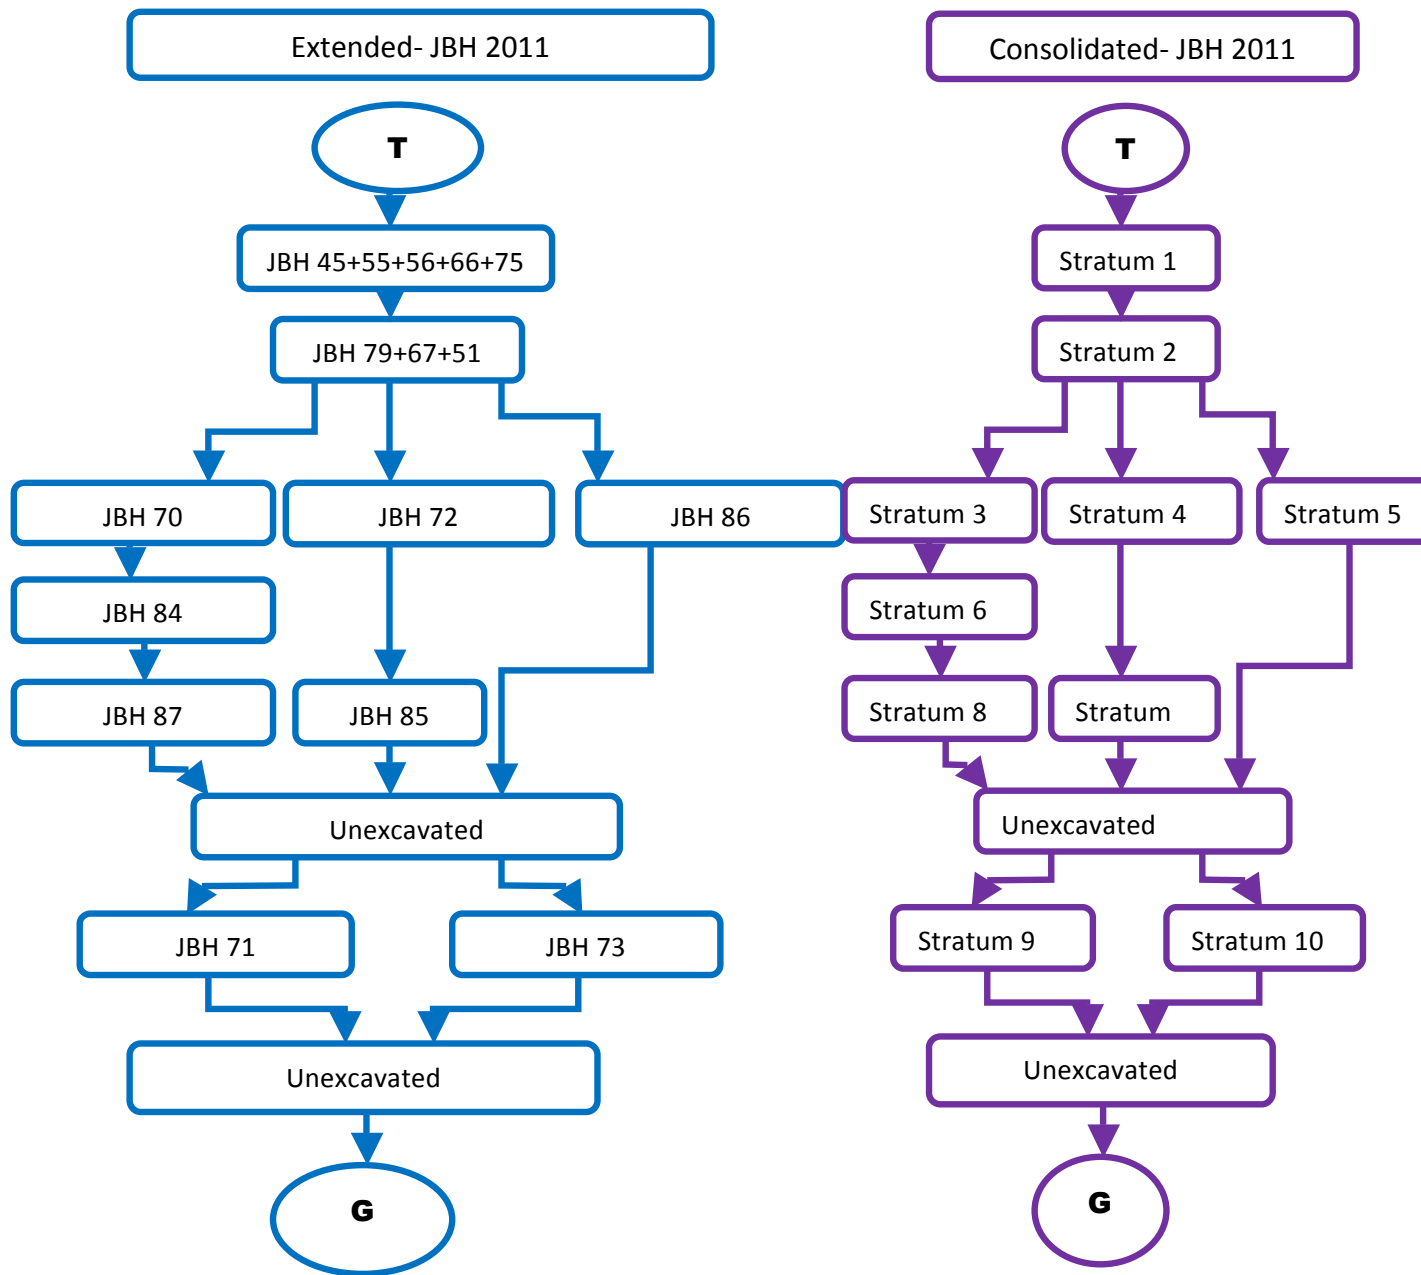 Extended- JBH 2011
T
JBH 45+55+56+66+75
JBH 79+67+51
JBH 70
JBH 72
JBH 86
JBH 84
JBH 87
JBH 85
Unexcavated
JBH 71
JBH 73
Unexcavated
G
Consolidated- JBH 2011
T
Stratum 1
Stratum 2
Stratum 3
Stratum 4
Stratum 5
Stratum 6
Stratum 8
Stratum
Unexcavated
Stratum 9
Stratum 10
Unexcavated
G